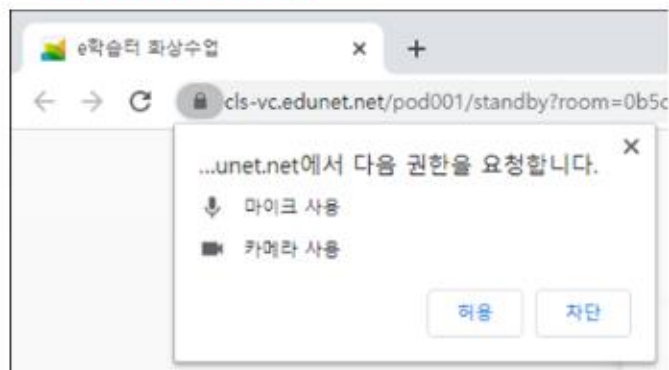 e학습터 화상수업
cls-vc.edunet.net/pod001/standby?room=0b5c
...unet.net에서 다음 권한을 요청합니다.
마이크 사용
카메라 사용
허용 차단